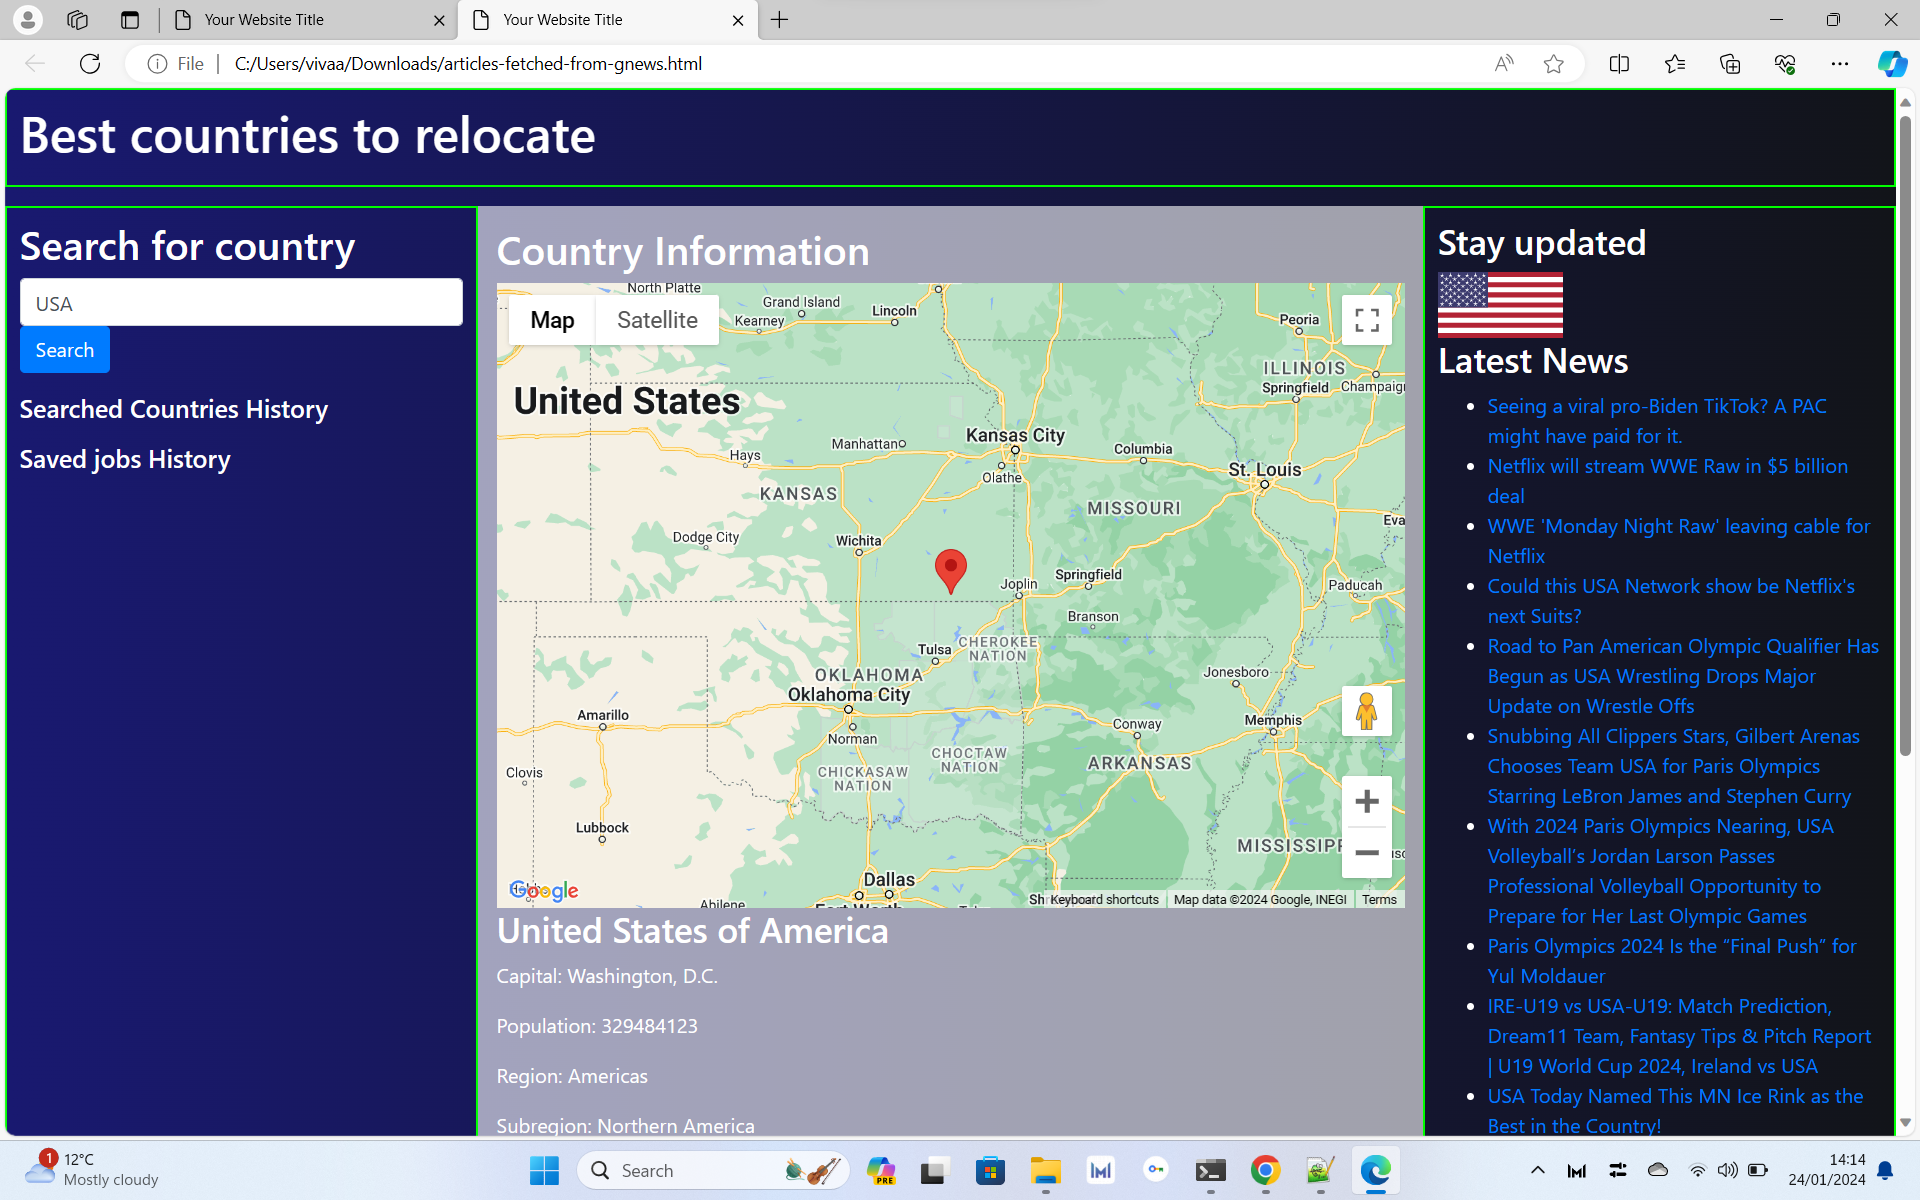 Your Website Title
Your Website Title
File
C:/Users/vivaa/Downloads/articles-fetched-from-gnews.html
Best countries to relocate
Search for country
USA
Search
Searched Countries History
Saved jobs History
Country Information
Map
Satellite
North Platte
Grand Island
Kearney
Lincoln
Peoria
ILLINOIS
Springfield
Champaign
United States
Manhattan
Kansas City
Hays
Olathe
Columbia
St. Louis
KANSAS
MISSOURI
Eva
Dodge City
Wichita
Joplin
Springfield
Paducah
Branson
CHEROKEE
NATION
Tulsa
OKLAHOMA
Oklahoma City
Jonesboro
Amarillo
Norman
Conway
Memphis
CHOCTAW
NATION
ARKANSAS
CHICKASAW
NATION
Clovis
Lubbock
MISSISSIPP
Dallas
Fort Worth
Abilene
Google
Sh
Keyboard shortcuts
Map data ©2024 Google, INEGI
Terms
United States of America
Capital: Washington, D.C.
Population: 329484123
Region: Americas
Subregion: Northern America
Stay updated
Latest News
Seeing a viral pro-Biden TikTok? A PAC
might have paid for it.
Netflix will stream WWE Raw in $5 billion
deal
WWE 'Monday Night Raw' leaving cable for
Netflix
Could this USA Network show be Netflix's
next Suits?
Road to Pan American Olympic Qualifier Has
Begun as USA Wrestling Drops Major
Update on Wrestle Offs
Snubbing All Clippers Stars, Gilbert Arenas
Chooses Team USA for Paris Olympics
Starring LeBron James and Stephen Curry
With 2024 Paris Olympics Nearing, USA
Volleyball’s Jordan Larson Passes
Professional Volleyball Opportunity to
Prepare for Her Last Olympic Games
Paris Olympics 2024 Is the “Final Push” for
Yul Moldauer
IRE-U19 vs USA-U19: Match Prediction,
Dream11 Team, Fantasy Tips & Pitch Report
| U19 World Cup 2024, Ireland vs USA
USA Today Named This MN Ice Rink as the
Best in the Country!
1
12°C
Mostly cloudy
Search
PRE
14:14
24/01/2024